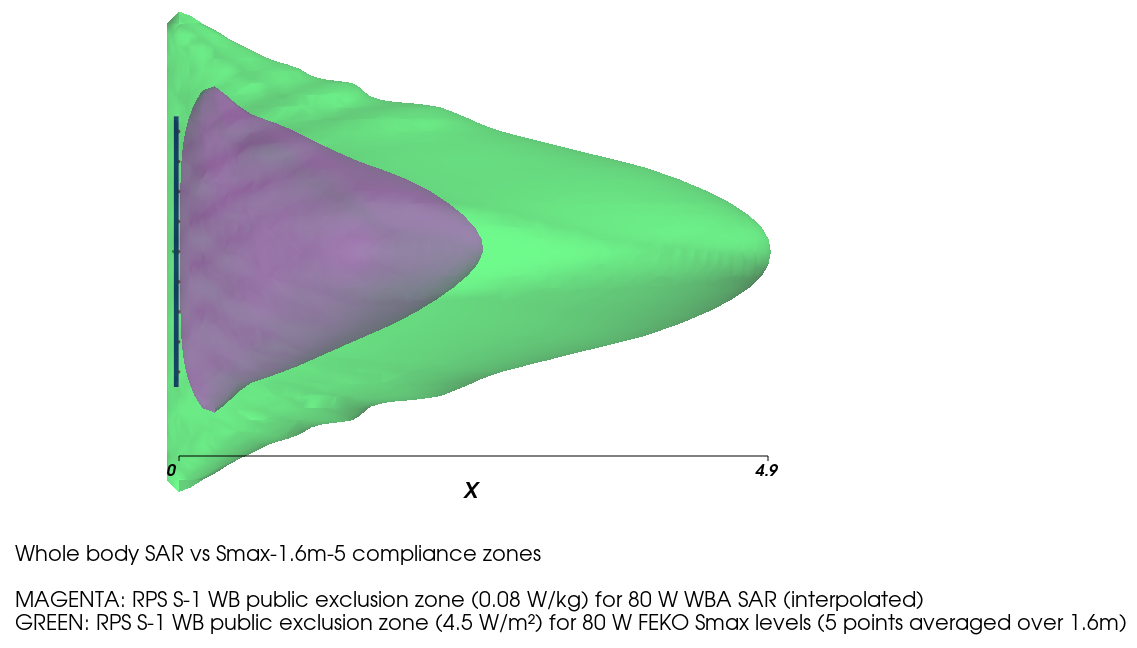 0
4.9
X
Whole body SAR vs Smax-1.6m-5 compliance zones
MAGENTA: RPS S-1 WB public exclusion zone (0.08 W/kg) for 80 W WBA SAR (interpolated)
GREEN: RPS S-1 WB public exclusion zone (4.5 W/m²) for 80 W FEKO Smax levels (5 points averaged over 1.6m)